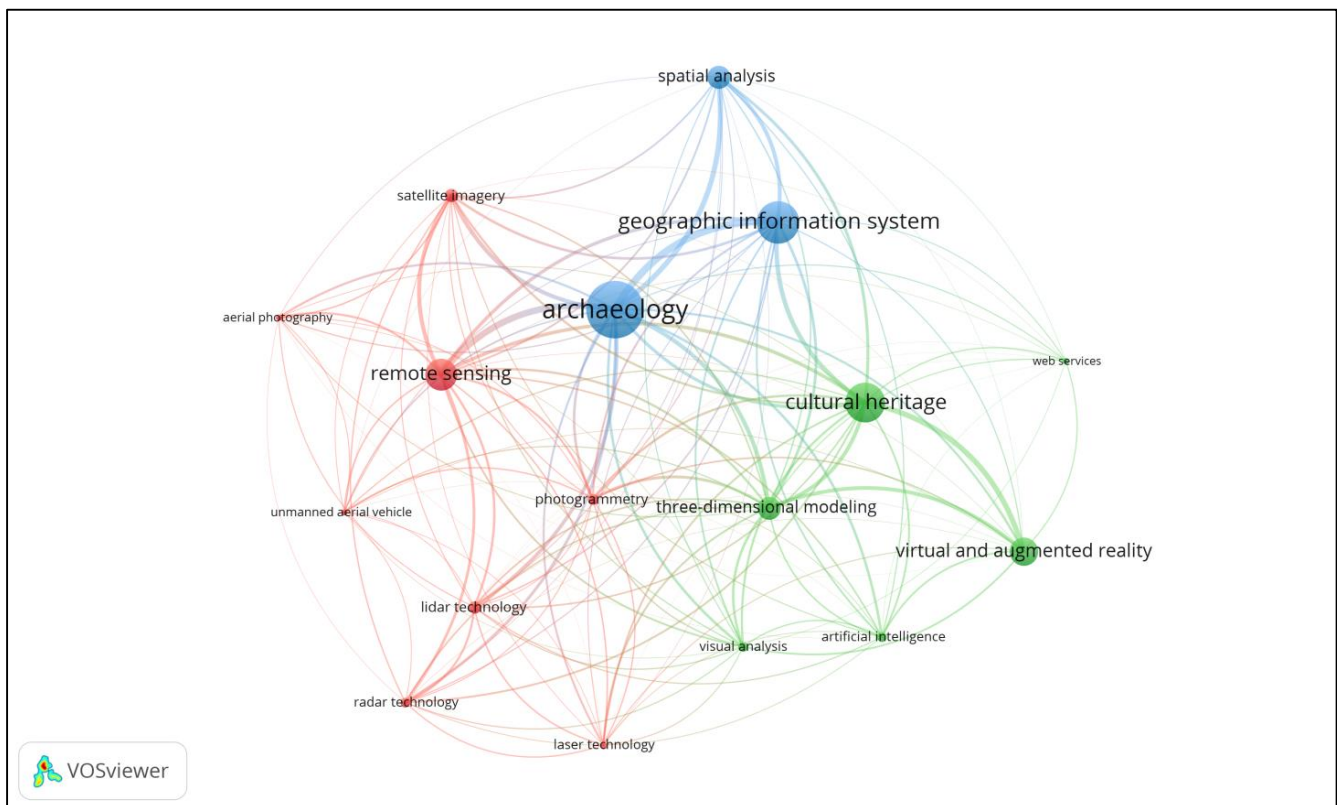 spatial analysis
satellite imagery
geographic information system
archaeology
aerial photography
web services
remote sensing
cultural heritage
photogrammetry
three-dimensional modeling
unmanned aerial vehicle
virtual and augmented reality
lidar technology
artificial intelligence
visual analysis
radar technology
laser technology
VOSviewer